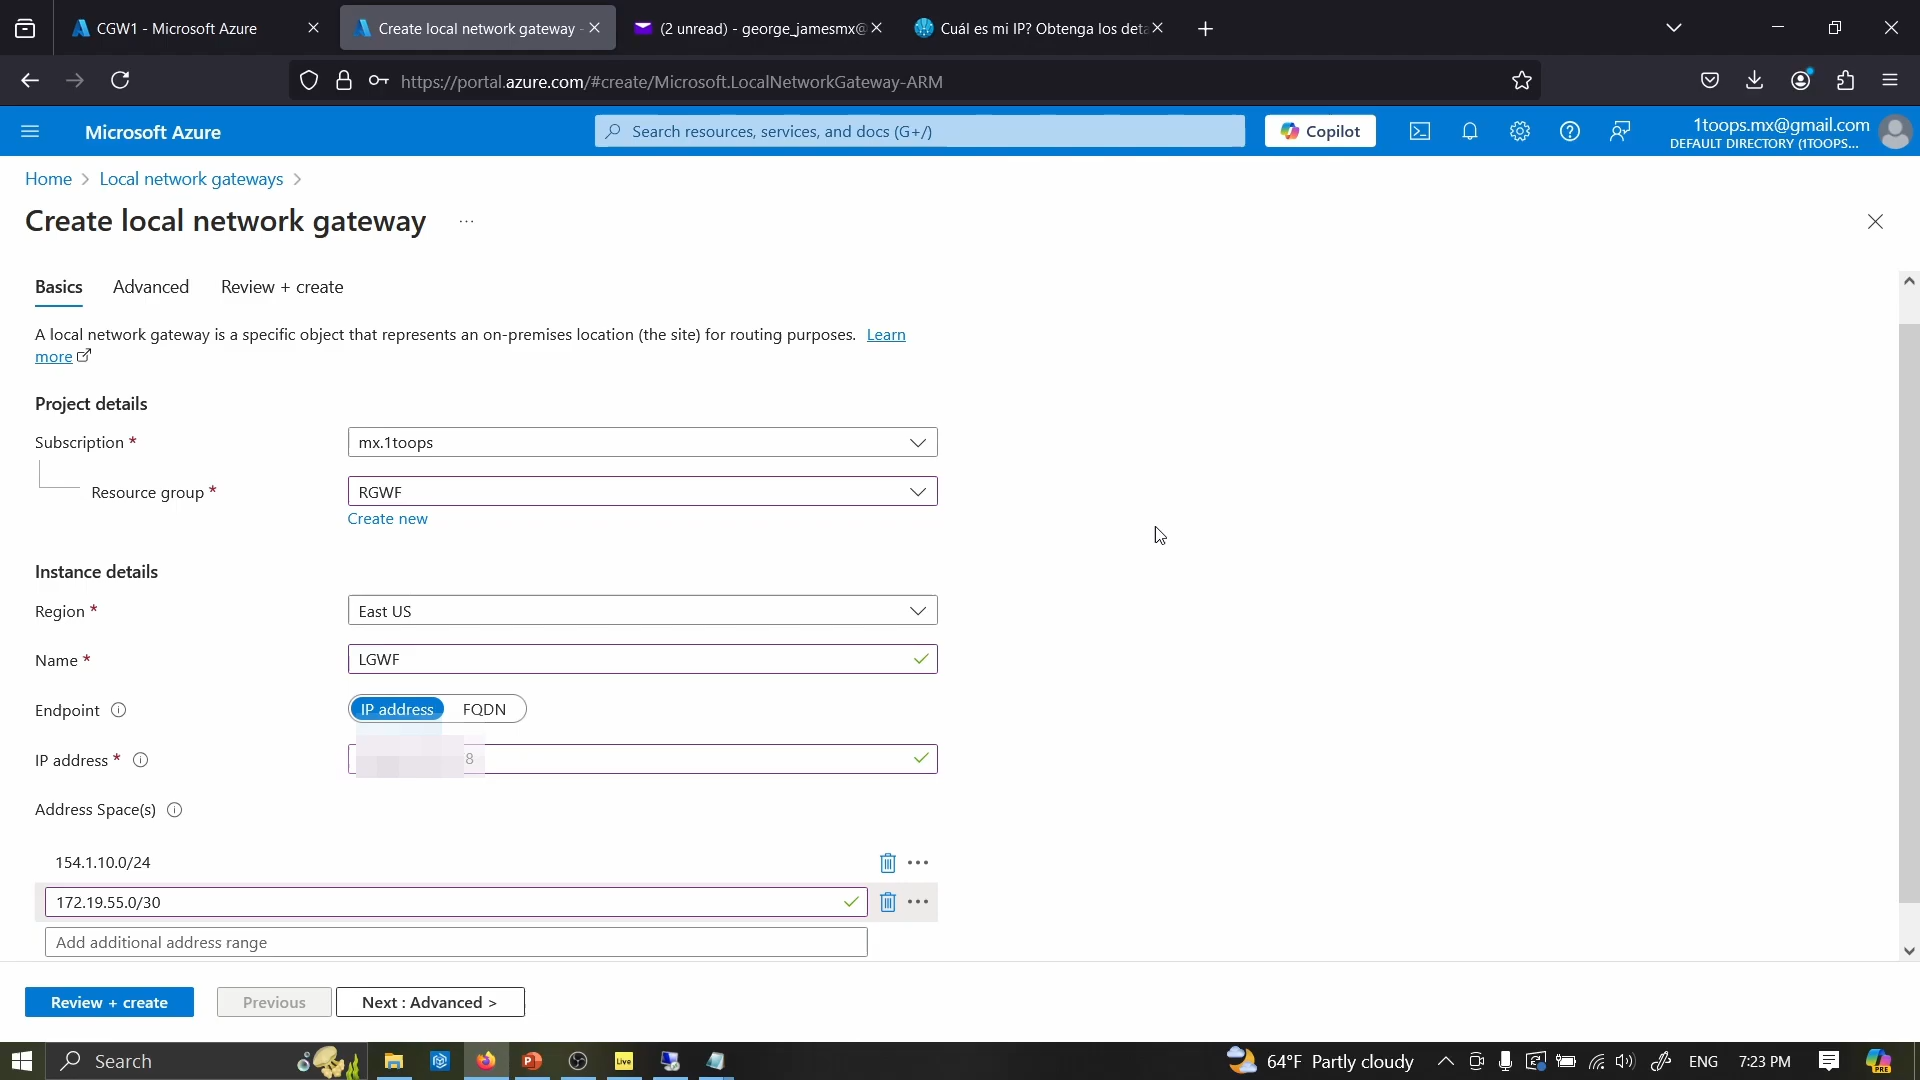 CGW1 - Microsoft Azure
Create local network gateway -
(2 unread) - george_jamesmx@
Cuál es mi IP? Obtenga los deta
https://portal.azure.com/#create/Microsoft.LocalNetworkGateway-ARM
Microsoft Azure
Search resources, services, and docs (G+/)
Copilot
1toops.mx@gmail.com
DEFAULT DIRECTORY (1TOOPS...
Home
Local network gateways
Create local network gateway
Basics
Advanced
Review + create
A local network gateway is a specific object that represents an on-premises location (the site) for routing purposes. Learn
more
Project details
Subscription *
mx.1toops
Resource group *
RGWF
Create new
Instance details
Region *
East US
Name *
LGWF
Endpoint
IP address
FQDN
IP address *
8
Address Space(s)
154.1.10.0/24
172.19.55.0/30
Add additional address range
Review + create
Previous
Next : Advanced >
Search
Live
64°F Partly cloudy
ENG
7:23 PM
PRE